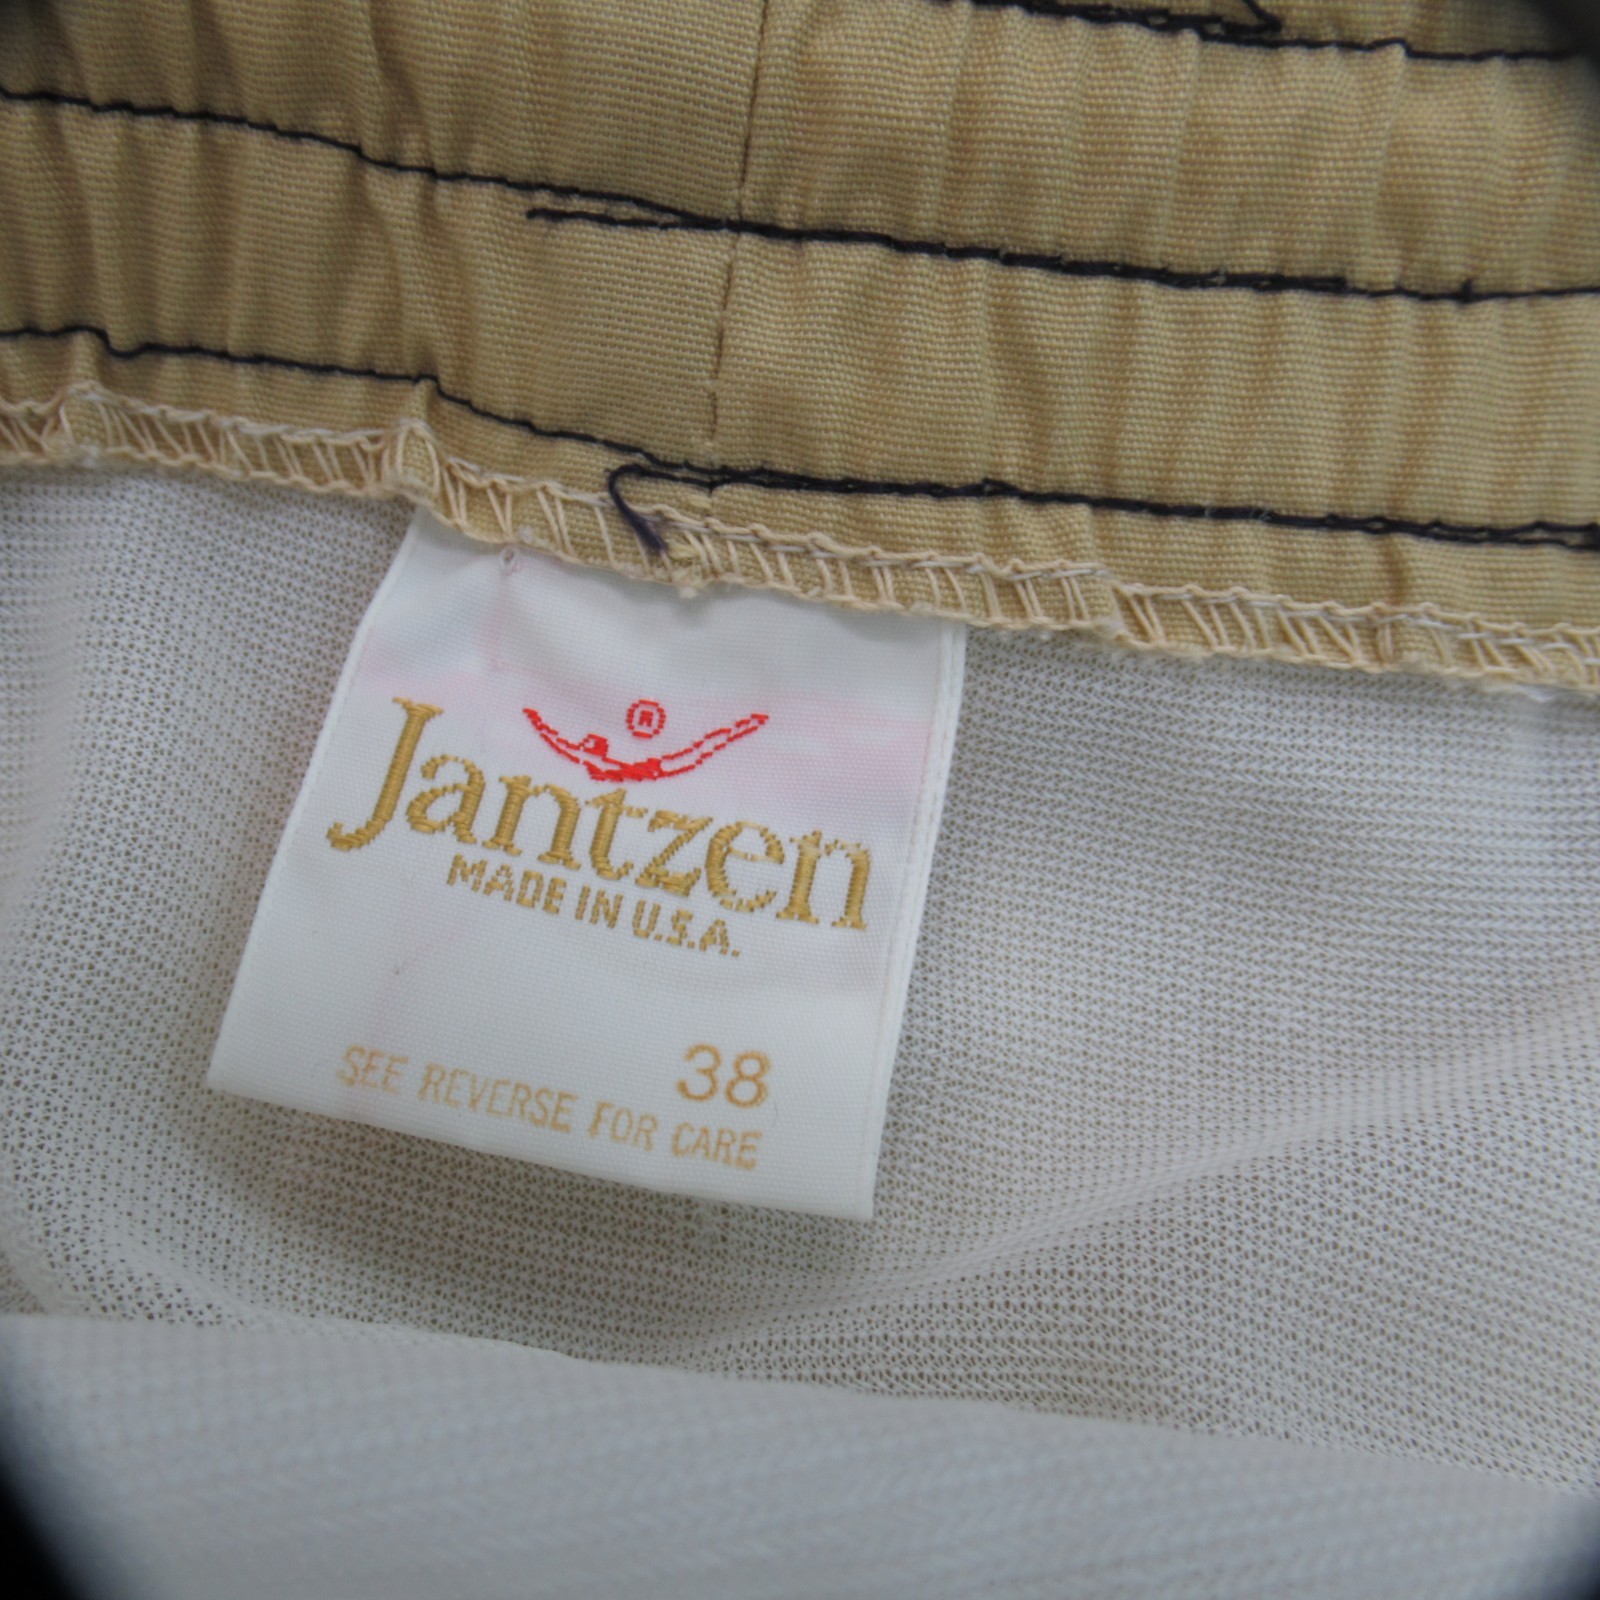 ®
Jantzen
MADE IN U.S.A.
38
SEE REVERSE FOR CARE